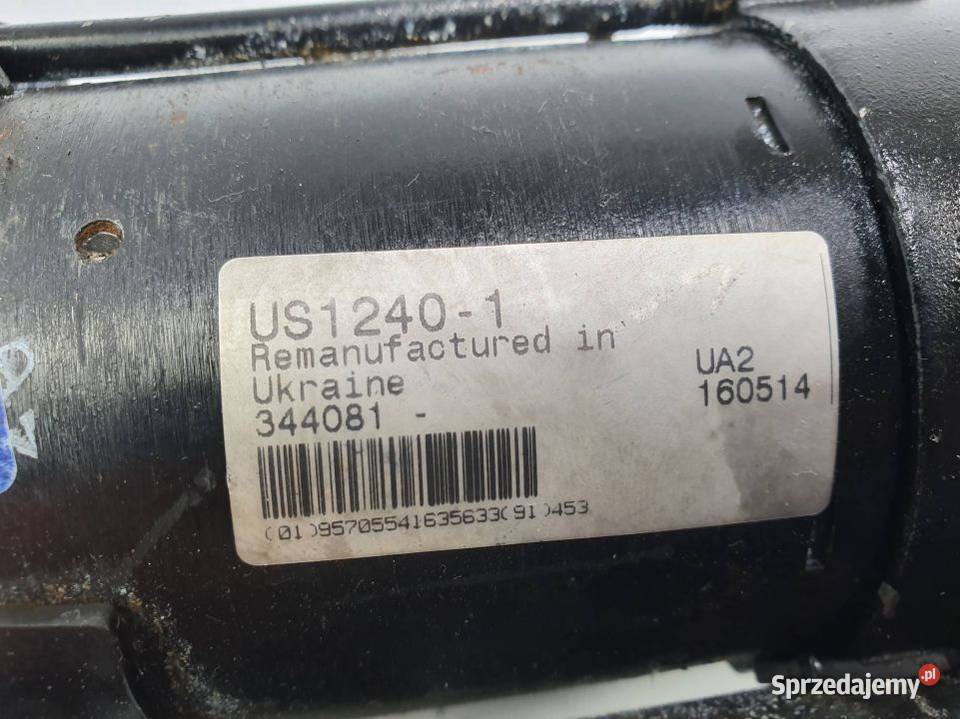 US1240-1
Remanufactured in
Ukraine
344081 -
UA2
160514
(01)95705541635633(91)453
Sprzedajemy.pl